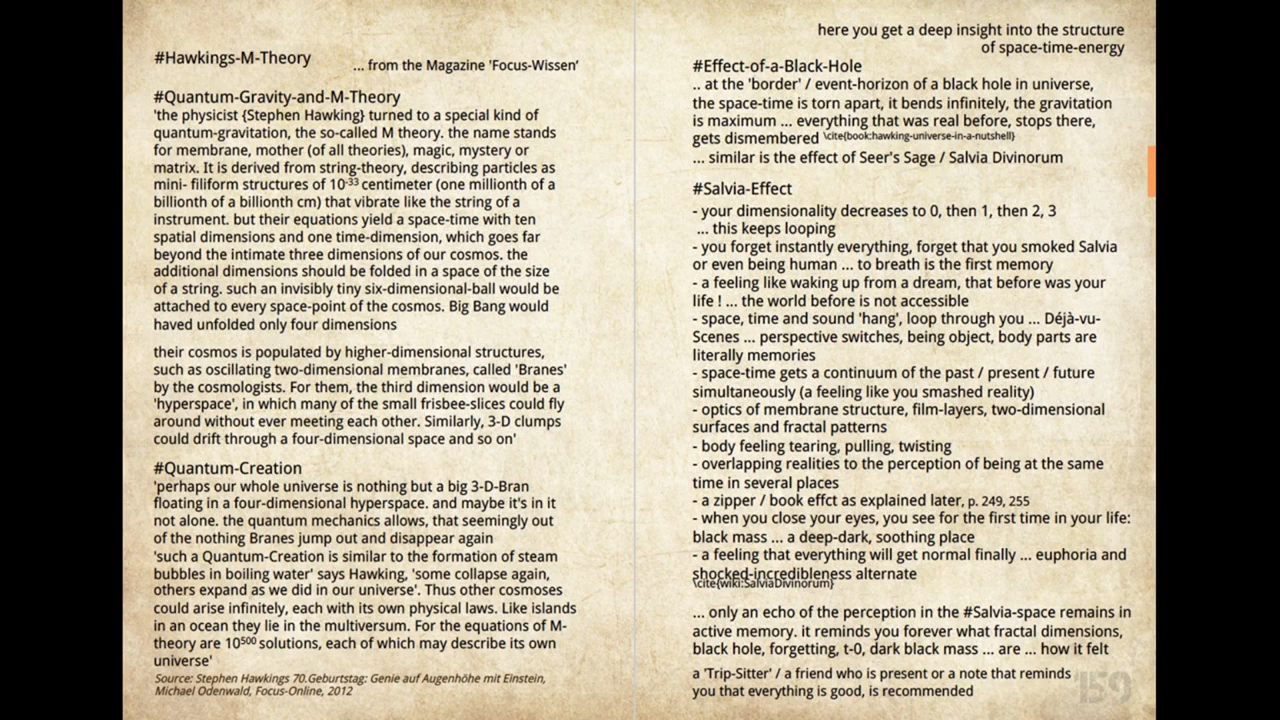 #Hawkings-M-Theory
... from the Magazine 'Focus-Wissen'
#Quantum-Gravity-and-M-Theory
'the physicist {Stephen Hawking} turned to a special kind of
quantum-gravitation, the so-called M theory. the name stands
for membrane, mother (of all theories), magic, mystery or
matrix. It is derived from string-theory, describing particles as
mini- filiform structures of 10⁻³³ centimeter (one millionth of a
billionth of a billionth cm) that vibrate like the string of a
instrument. but their equations yield a space-time with ten
spatial dimensions and one time-dimension, which goes far
beyond the intimate three dimensions of our cosmos. the
additional dimensions should be folded in a space of the size
of a string. such an invisibly tiny six-dimensional-ball would be
attached to every space-point of the cosmos. Big Bang would
haved unfolded only four dimensions
their cosmos is populated by higher-dimensional structures,
such as oscillating two-dimensional membranes, called 'Branes'
by the cosmologists. For them, the third dimension would be a
'hyperspace', in which many of the small frisbee-slices could fly
around without ever meeting each other. Similarly, 3-D clumps
could drift through a four-dimensional space and so on'
#Quantum-Creation
'perhaps our whole universe is nothing but a big 3-D-Bran
floating in a four-dimensional hyperspace. and maybe it's in it
not alone. the quantum mechanics allows, that seemingly out
of the nothing Branes jump out and disappear again
'such a Quantum-Creation is similar to the formation of steam
bubbles in boiling water' says Hawking, 'some collapse again,
others expand as we did in our universe'. Thus other cosmoses
could arise infinitely, each with its own physical laws. Like islands
in an ocean they lie in the multiversum. For the equations of M-
theory are 10⁵⁰⁰ solutions, each of which may describe its own
universe'
Source: Stephen Hawkings 70.Geburtstag: Genie auf Augenhöhe mit Einstein,
Michael Odenwald, Focus-Online, 2012
here you get a deep insight into the structure
of space-time-energy
#Effect-of-a-Black-Hole
.. at the 'border' / event-horizon of a black hole in universe,
the space-time is torn apart, it bends infinitely, the gravitation
is maximum ... everything that was real before, stops there,
gets dismembered \cite{book:hawking-universe-in-a-nutshell}
... similar is the effect of Seer's Sage / Salvia Divinorum
#Salvia-Effect
- your dimensionality decreases to 0, then 1, then 2, 3
... this keeps looping
- you forget instantly everything, forget that you smoked Salvia
or even being human ... to breath is the first memory
- a feeling like waking up from a dream, that before was your
life ! ... the world before is not accessible
- space, time and sound 'hang', loop through you ... Déjà-vu-
Scenes ... perspective switches, being object, body parts are
literally memories
- space-time gets a continuum of the past / present / future
simultaneously (a feeling like you smashed reality)
- optics of membrane structure, film-layers, two-dimensional
surfaces and fractal patterns
- body feeling tearing, pulling, twisting
- overlapping realities to the perception of being at the same
time in several places
- a zipper / book effct as explained later, p. 249, 255
- when you close your eyes, you see for the first time in your life:
black mass ... a deep-dark, soothing place
- a feeling that everything will get normal finally ... euphoria and
shocked-incredibleness alternate
\cite{wiki:SalviaDivinorum}
... only an echo of the perception in the #Salvia-space remains in
active memory. it reminds you forever what fractal dimensions,
black hole, forgetting, t-0, dark black mass ... are ... how it felt
a 'Trip-Sitter' / a friend who is present or a note that reminds
you that everything is good, is recommended
159